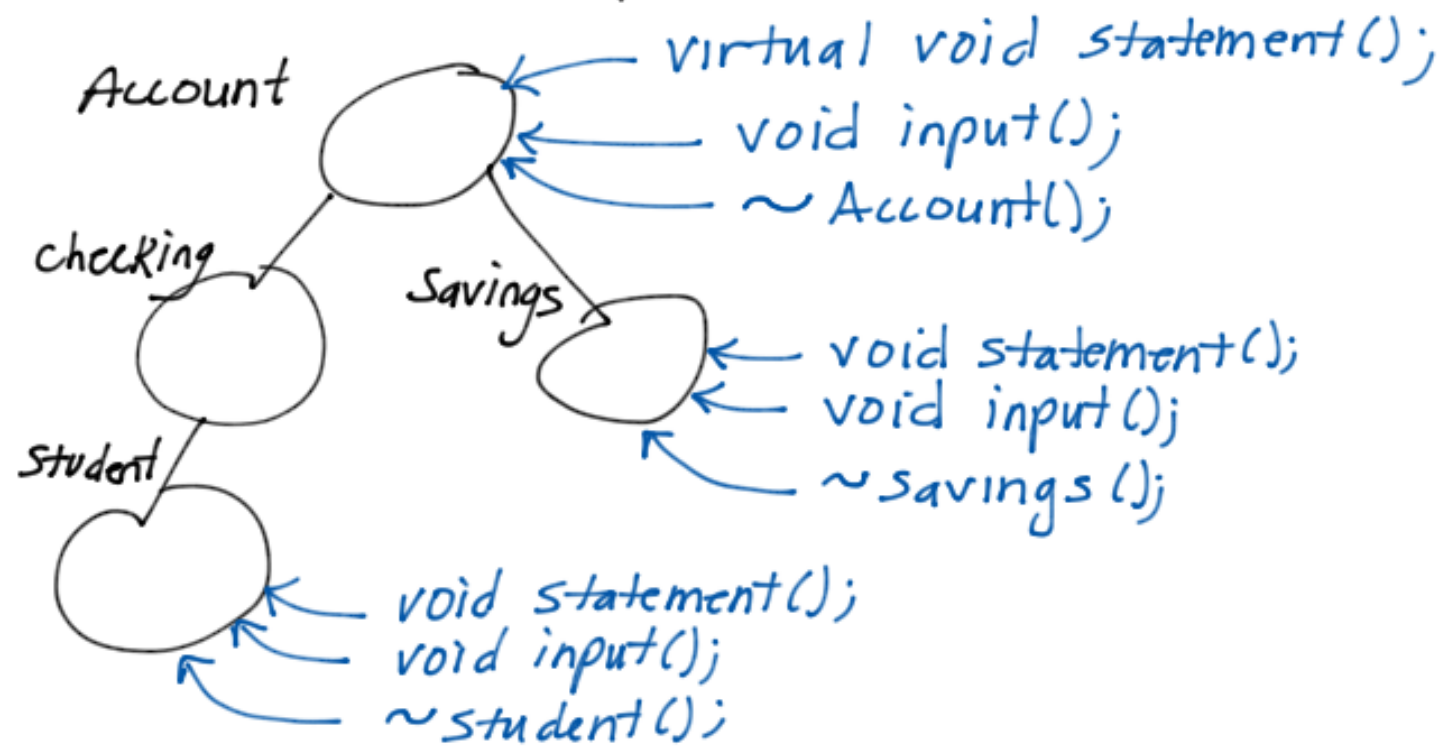 Account
virtual void statement();
void input();
~Account();
checking
Savings
void statement();
void input();
~savings();
student
void statement();
void input();
~student();